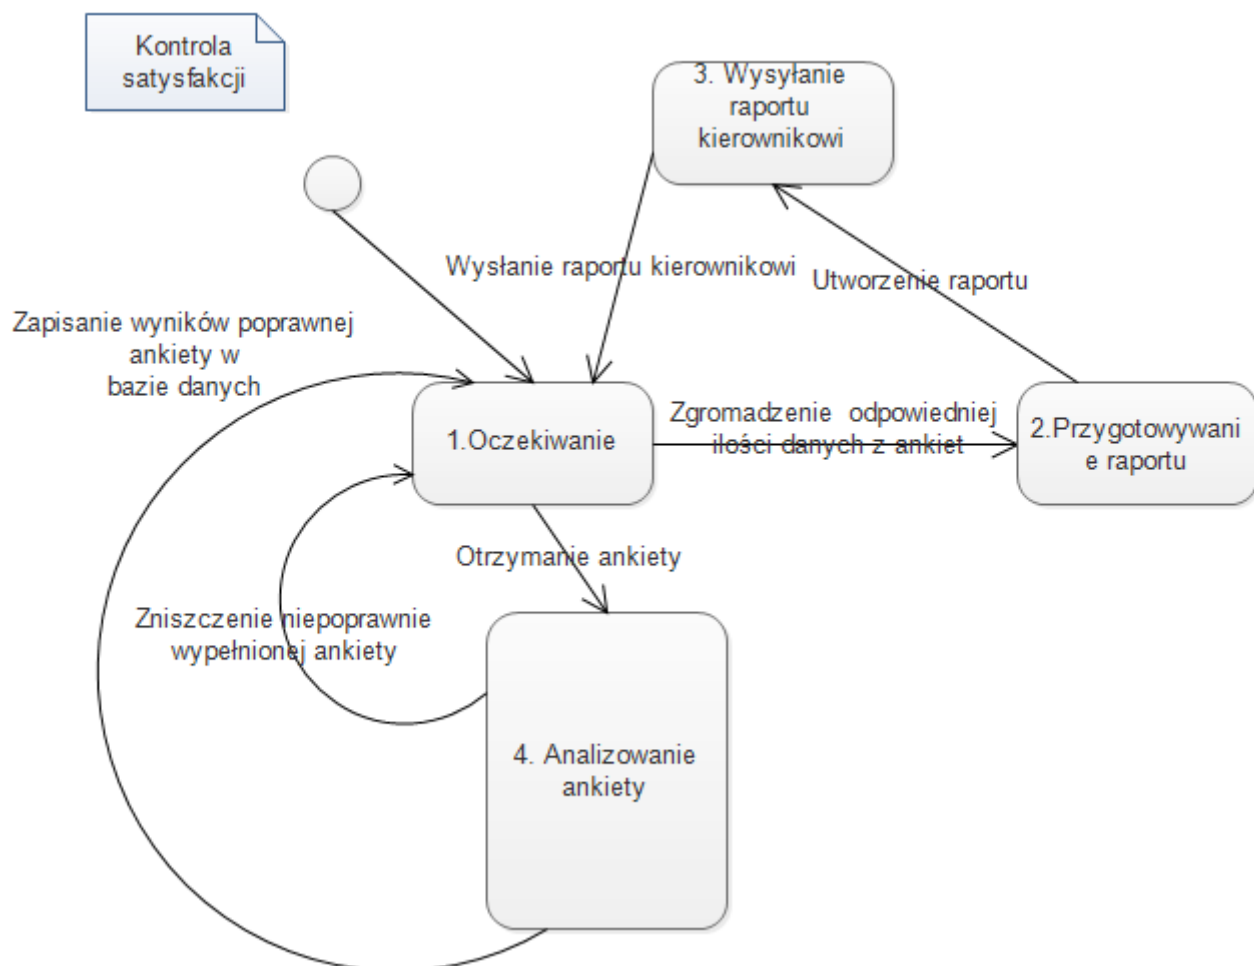 Kontrola
satysfakcji
3. Wysyłanie
raportu
kierownikowi
Wysłanie raportu kierownikowi
Utworzenie raportu
Zapisanie wyników poprawnej
ankiety w
bazie danych
1.Oczekiwanie
Zgromadzenie odpowiedniej
ilości danych z ankiet
2.Przygotowywani
e raportu
Otrzymanie ankiety
Zniszczenie niepoprawnie
wypełnionej ankiety
4. Analizowanie
ankiety